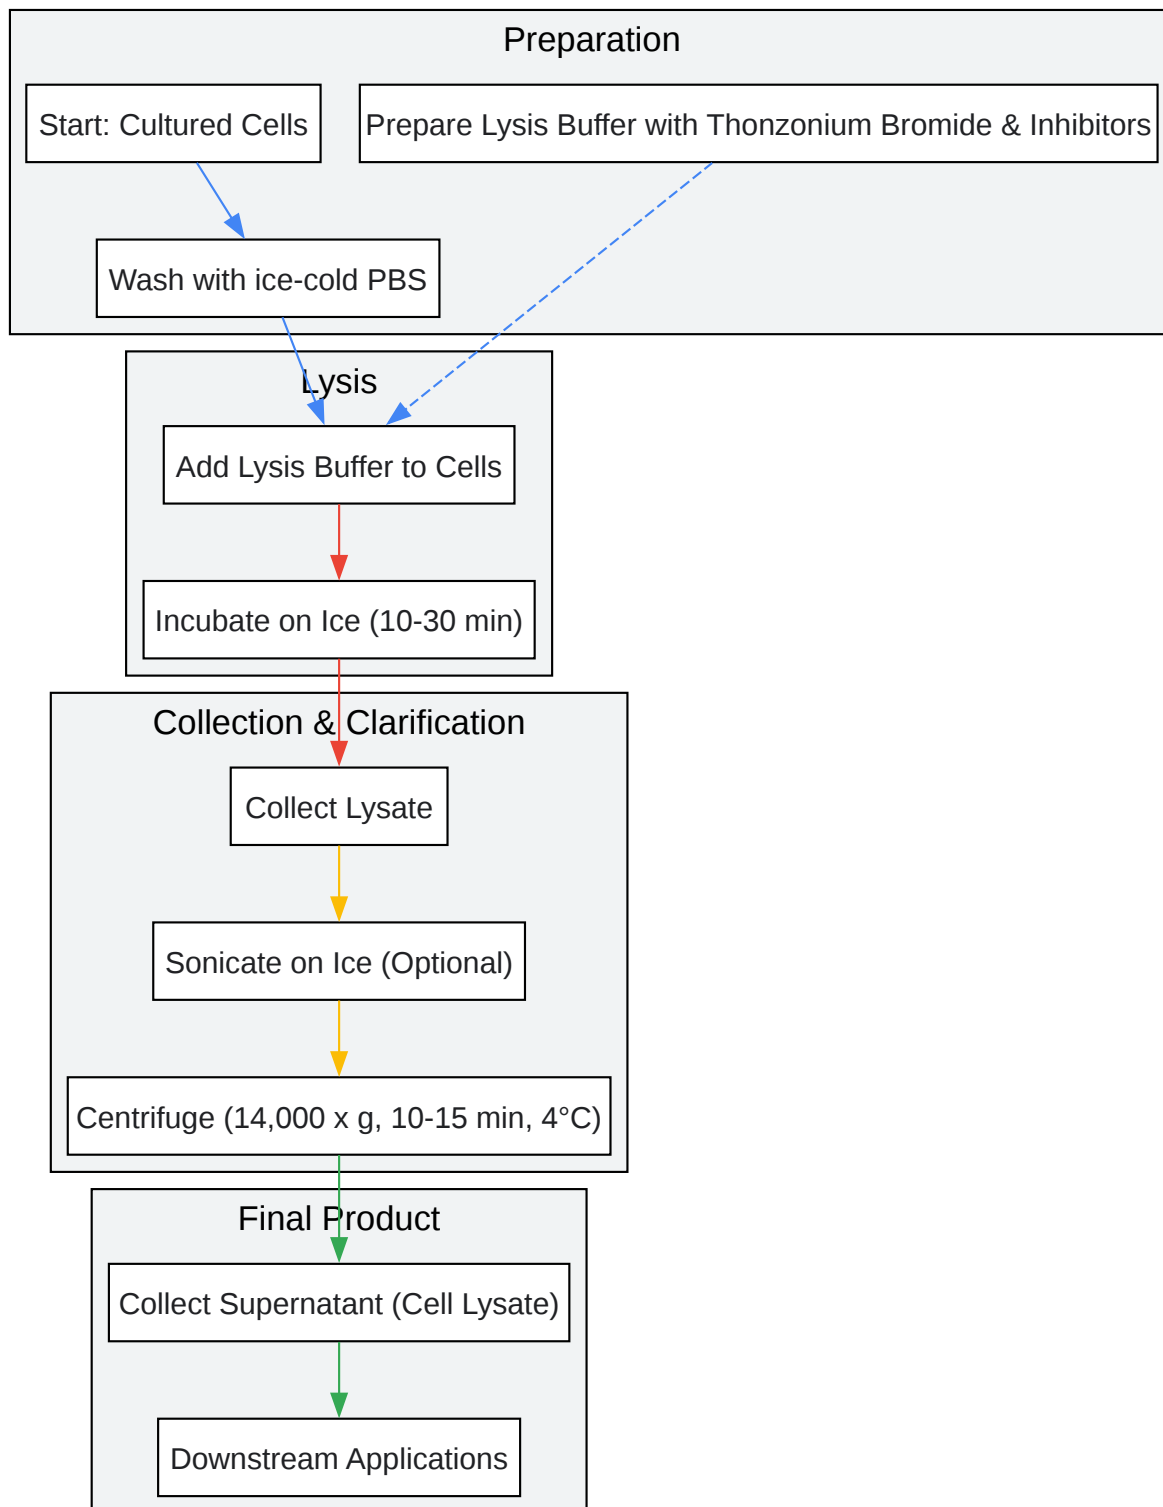 Preparation
Start: Cultured Cells
Prepare Lysis Buffer with Thonzonium Bromide & Inhibitors
Wash with ice-cold PBS
Lysis
Add Lysis Buffer to Cells
Incubate on Ice (10-30 min)
Collection & Clarification
Collect Lysate
Sonicate on Ice (Optional)
Centrifuge (14,000 x g, 10-15 min, 4°C)
Final Product
Collect Supernatant (Cell Lysate)
Downstream Applications